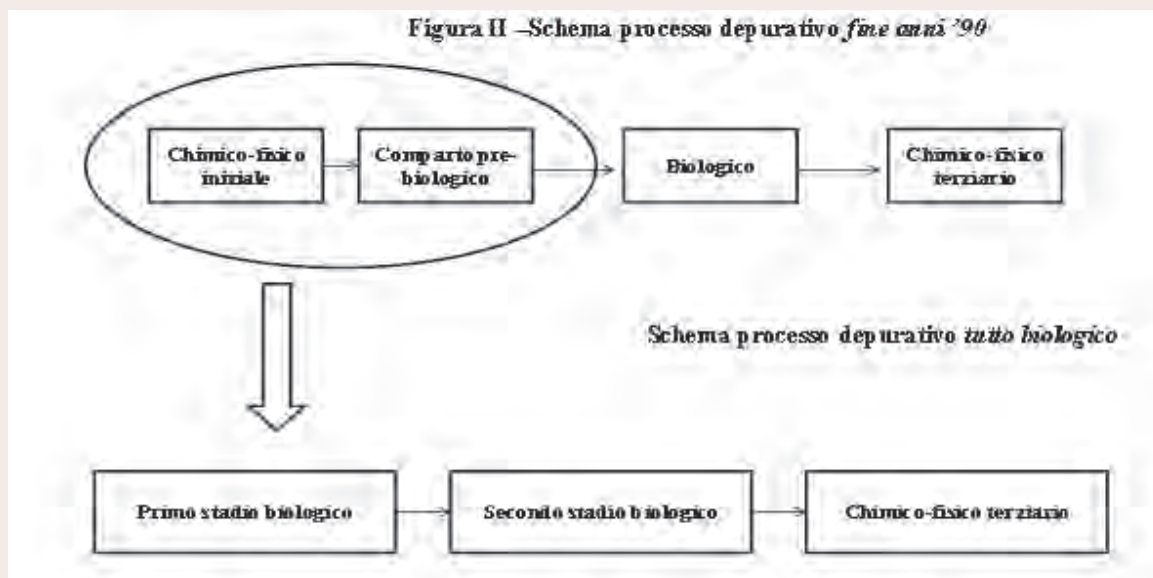 Figura II –Schema processo depurativo fine anni '90
Chimico-fisico
iniziale
Comparto pre-
biologico
Biologico
Chimico-fisico
terziario
Schema processo depurativo tutto biologico
Primo stadio biologico
Secondo stadio biologico
Chimico-fisico terziario